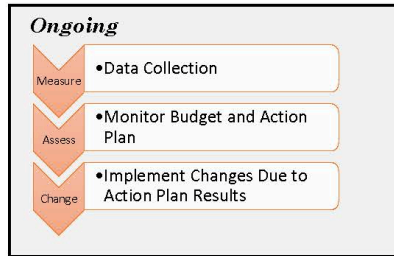 Ongoing
Measure
•Data Collection
Assess
•Monitor Budget and Action
Plan
Change
•Implement Changes Due to
Action Plan Results